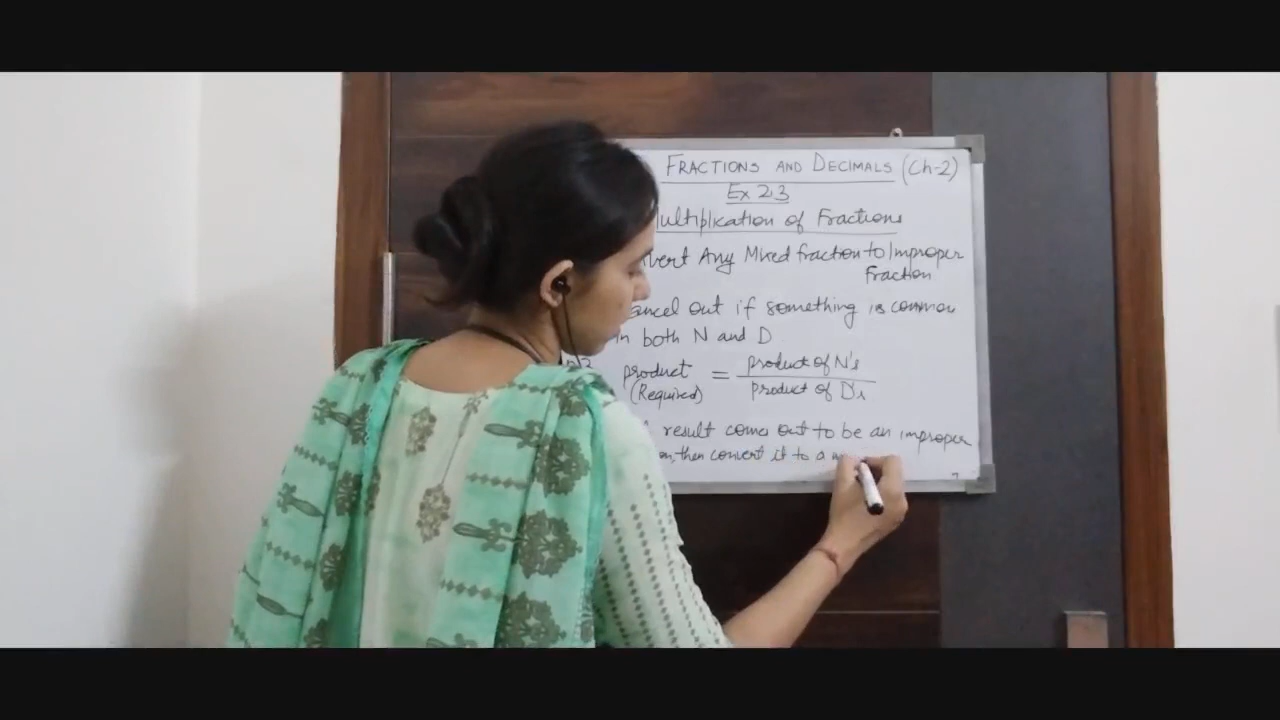 FRACTIONS AND DECIMALS (Ch-2)
Ex 2.3
ultiplication of Fractions
vert Any Mixed fraction to Improper
Fraction
ancel out if something is common
in both N and D
product = product of N's
(Required) product of D's
result comes out to be an improper
on, then convert it to a